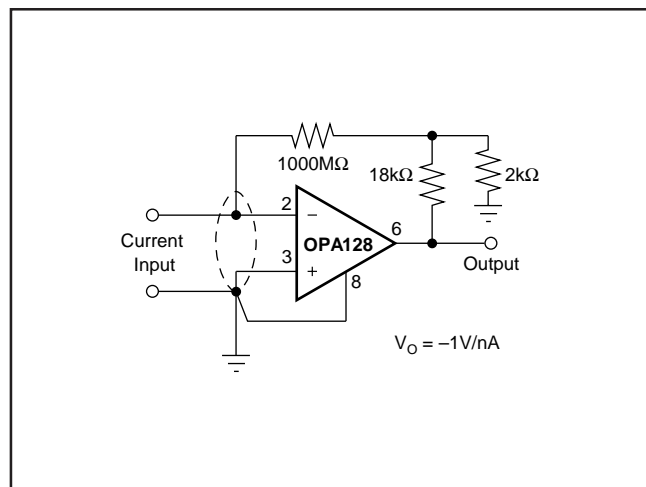 1000MΩ
18kΩ
2kΩ
2
–
OPA128
6
Current
Input
3
+
8
Output
V_O = –1V/nA